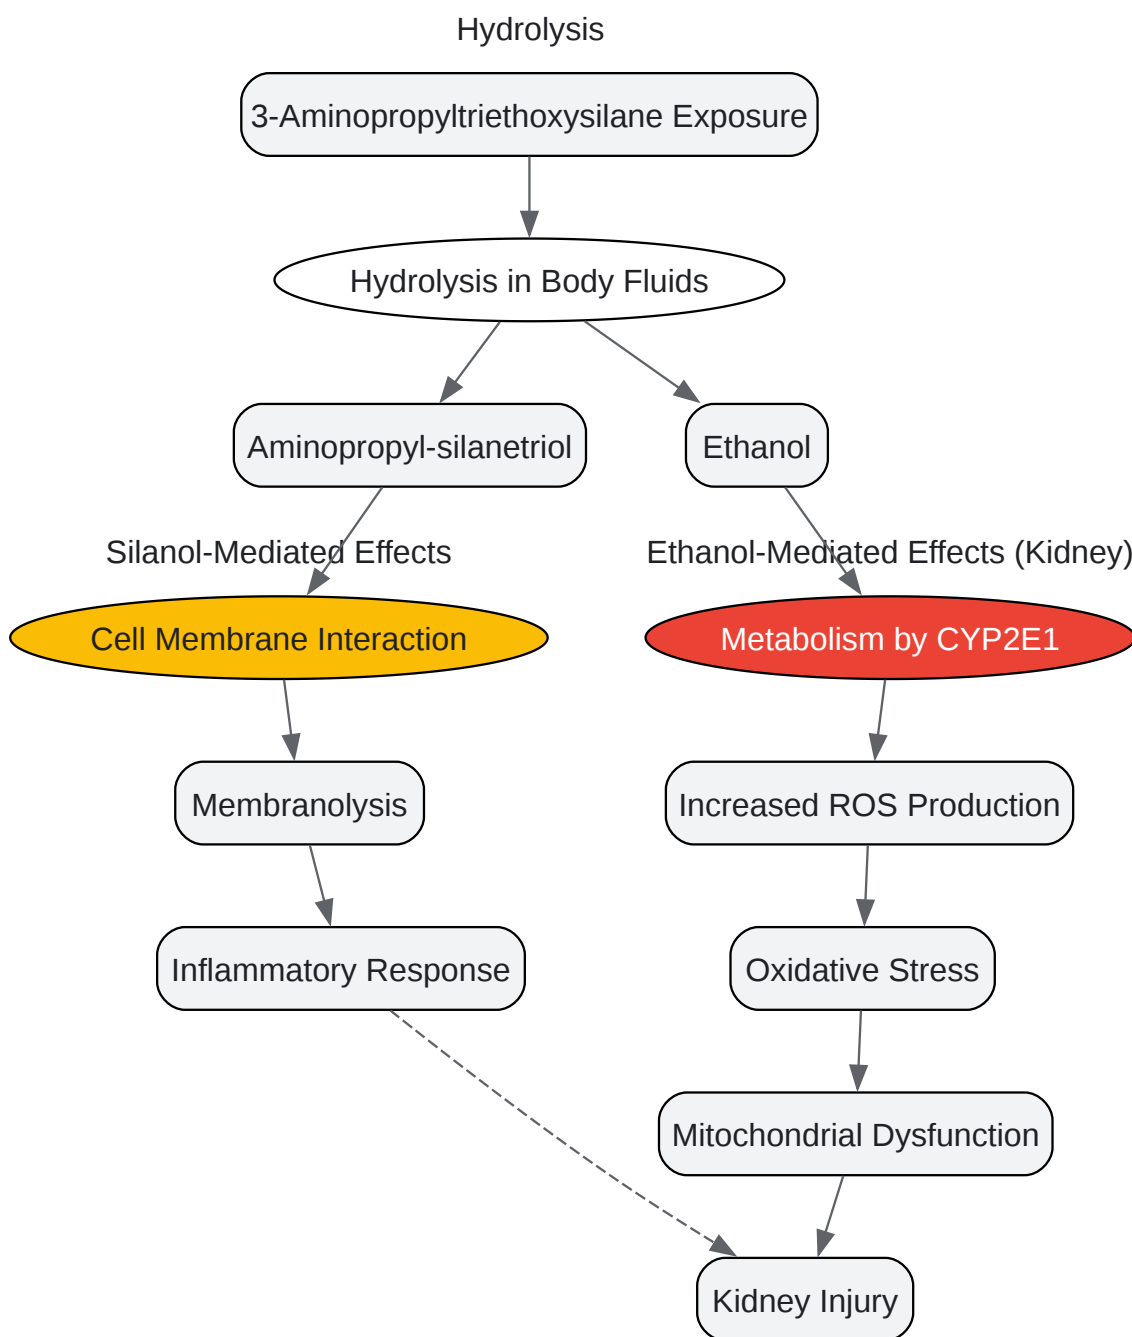 Hydrolysis
3-Aminopropyltriethoxysilane Exposure
Hydrolysis in Body Fluids
Aminopropyl-silanetriol
Ethanol
Silanol-Mediated Effects
Ethanol-Mediated Effects (Kidney)
Cell Membrane Interaction
Metabolism by CYP2E1
Membranolysis
Increased ROS Production
Inflammatory Response
Oxidative Stress
Mitochondrial Dysfunction
Kidney Injury